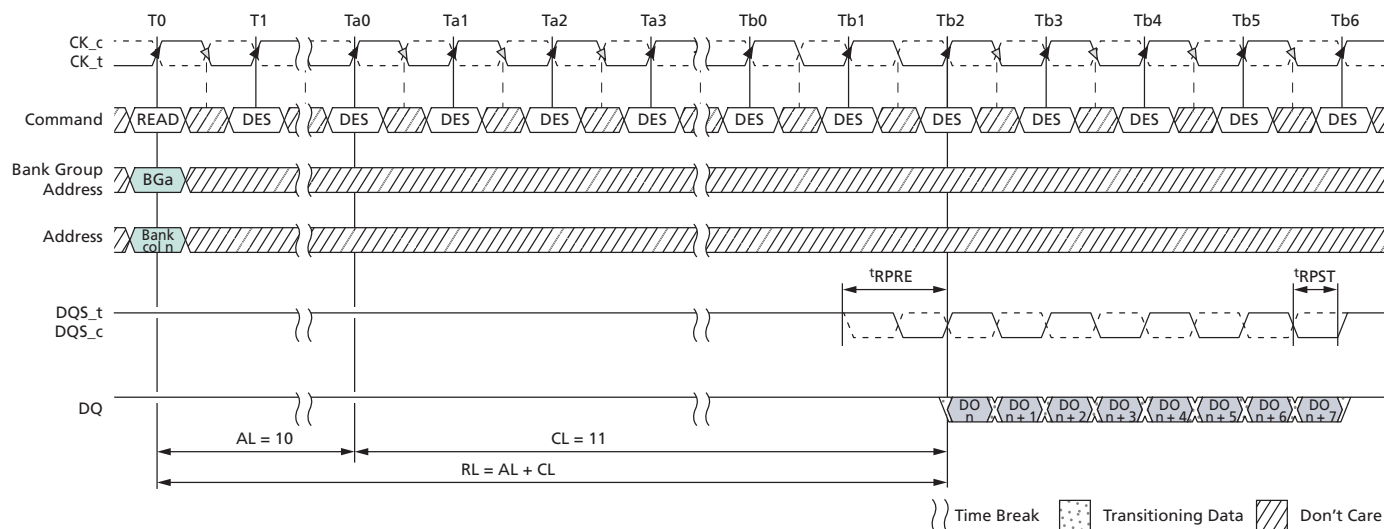 T0 T1 Ta0 Ta1 Ta2 Ta3 Tb0 Tb1 Tb2 Tb3 Tb4 Tb5 Tb6
CK_c
CK_t
Command READ DES DES DES DES DES DES DES DES DES DES DES DES
Bank Group
Address
BGa
Address
Bank
col n
tRPRE tRPST
DQS_t
DQS_c
DQ
DO n DO n + 1 DO n + 2 DO n + 3 DO n + 4 DO n + 5 DO n + 6 DO n + 7
AL = 10 CL = 11
RL = AL + CL
Time Break Transitioning Data Don't Care